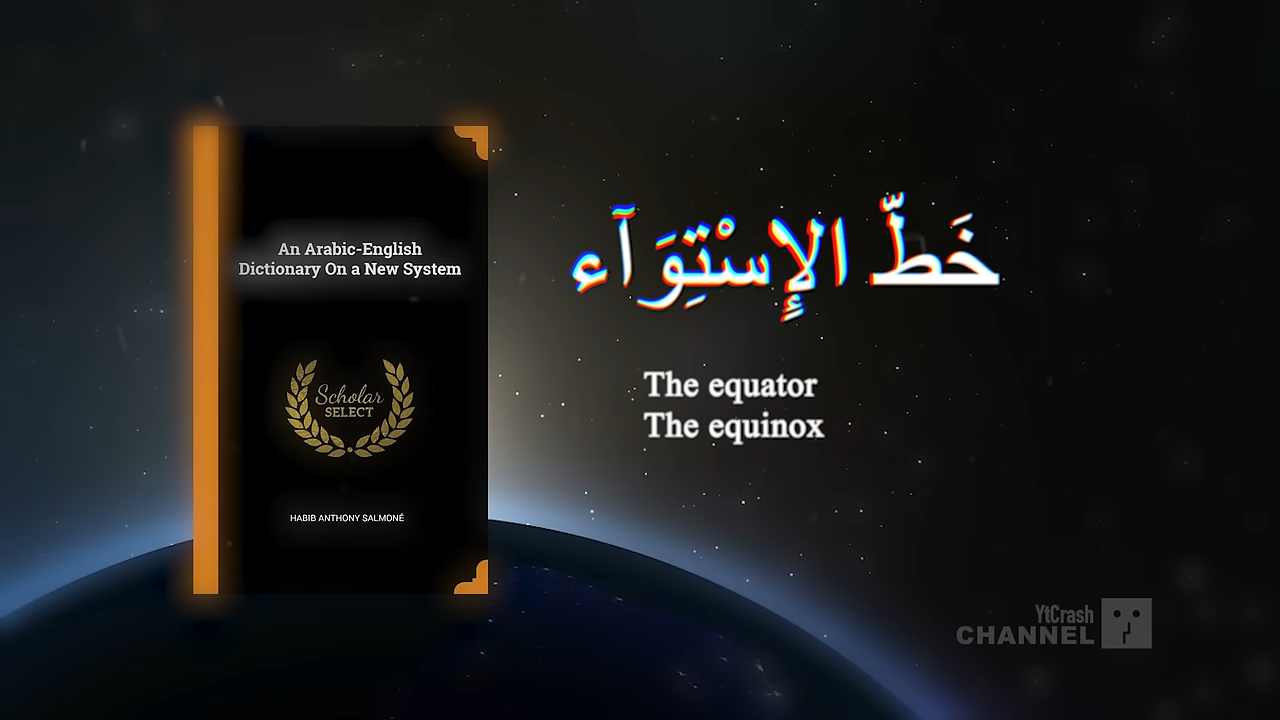 An Arabic-English
Dictionary On a New System
Scholar
SELECT
HABIB ANTHONY SALMONÉ
خَطّ الإِسْتِوَآء
The equator
The equinox
YtCrash
CHANNEL